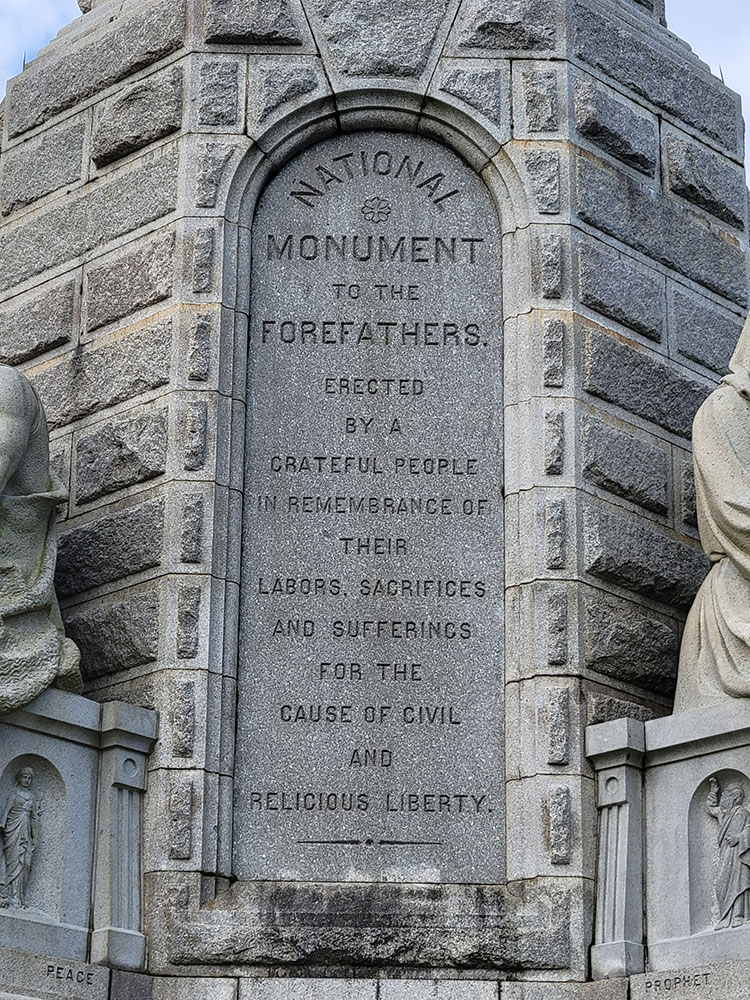 NATIONAL
MONUMENT
TO THE
FOREFATHERS.
ERECTED
BY A
GRATEFUL PEOPLE
IN REMEMBRANCE OF
THEIR
LABORS, SACRIFICES
AND SUFFERINGS
FOR THE
CAUSE OF CIVIL
AND
RELIGIOUS LIBERTY.
PEACE
PROPHET